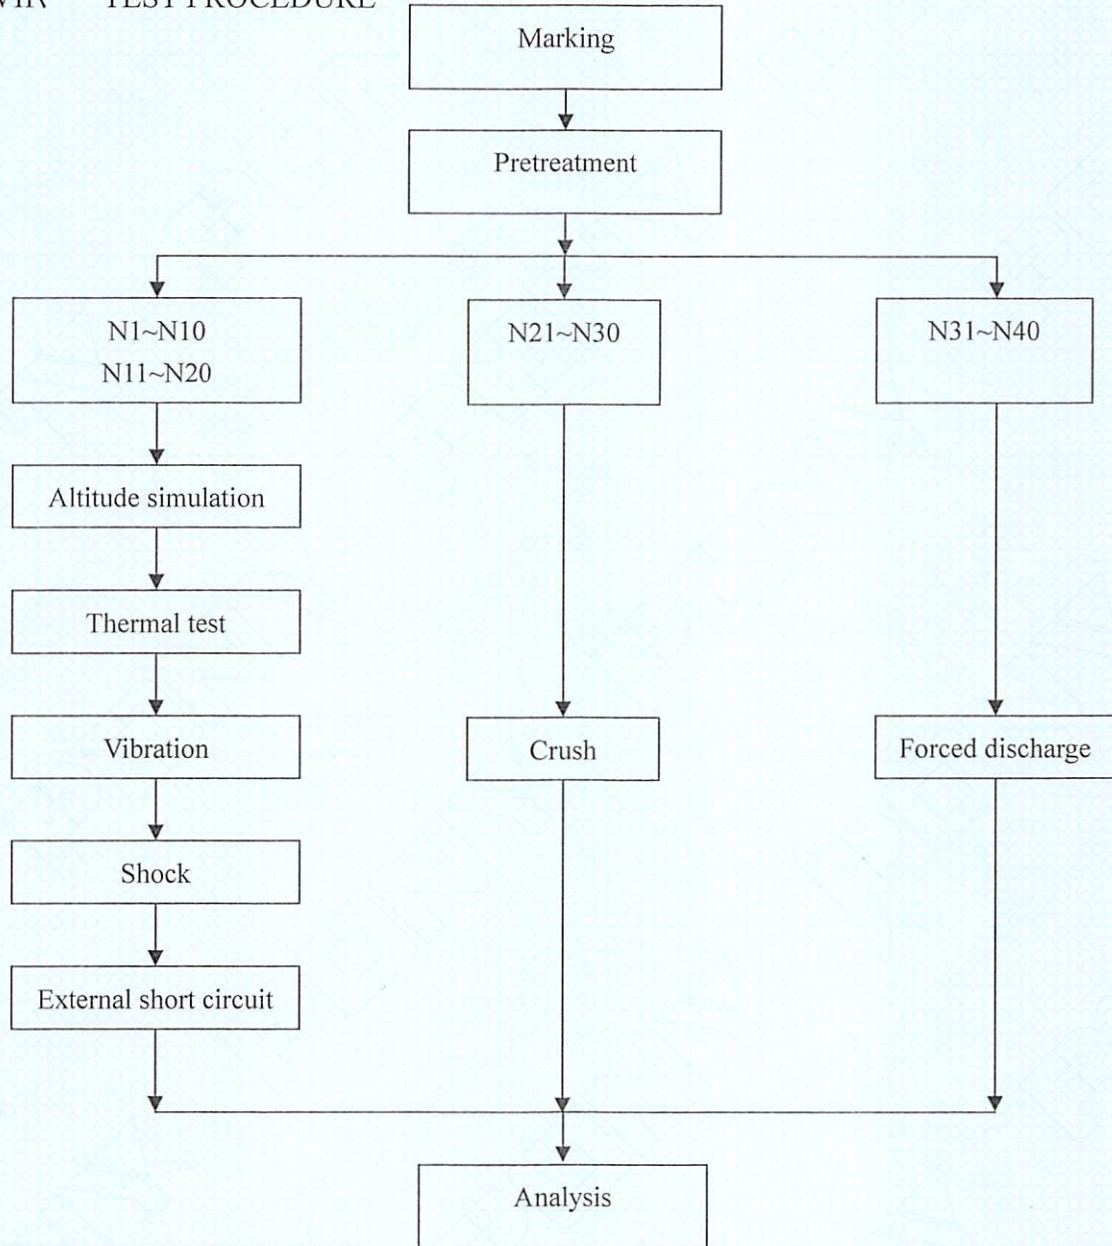 TEST PROCEDURE
Marking
Pretreatment
N1~N10
N11~N20
N21~N30
N31~N40
Altitude simulation
Thermal test
Vibration
Crush
Forced discharge
Shock
External short circuit
Analysis